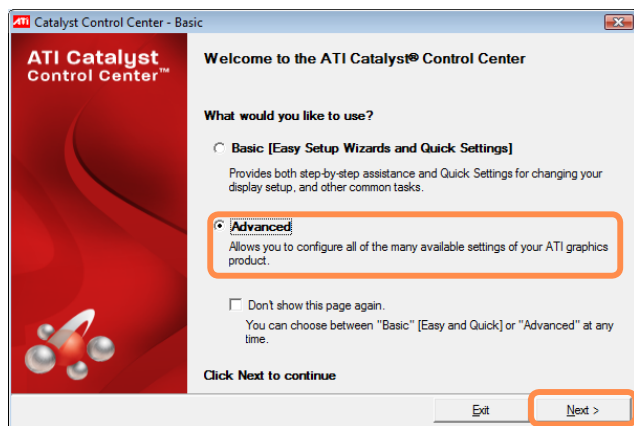 ATI Catalyst Control Center - Basic
ATI Catalyst
Control Center™
Welcome to the ATI Catalyst® Control Center
What would you like to use?
Basic [Easy Setup Wizards and Quick Settings]
Provides both step-by-step assistance and Quick Settings for changing your
display setup, and other common tasks.
Advanced
Allows you to configure all of the many available settings of your ATI graphics
product.
Don't show this page again.
You can choose between "Basic" [Easy and Quick] or "Advanced" at any
time.
Click Next to continue
Exit
Next >